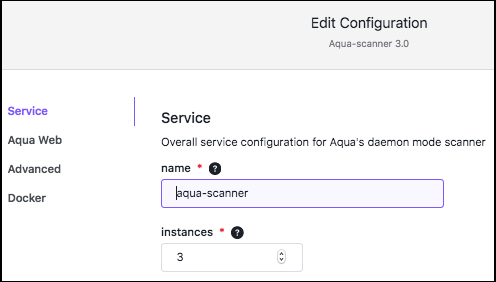 Edit Configuration
Aqua-scanner 3.0
Service
Aqua Web
Advanced
Docker
Service
Overall service configuration for Aqua's daemon mode scanner
name * ?
aqua-scanner
instances * ?
3